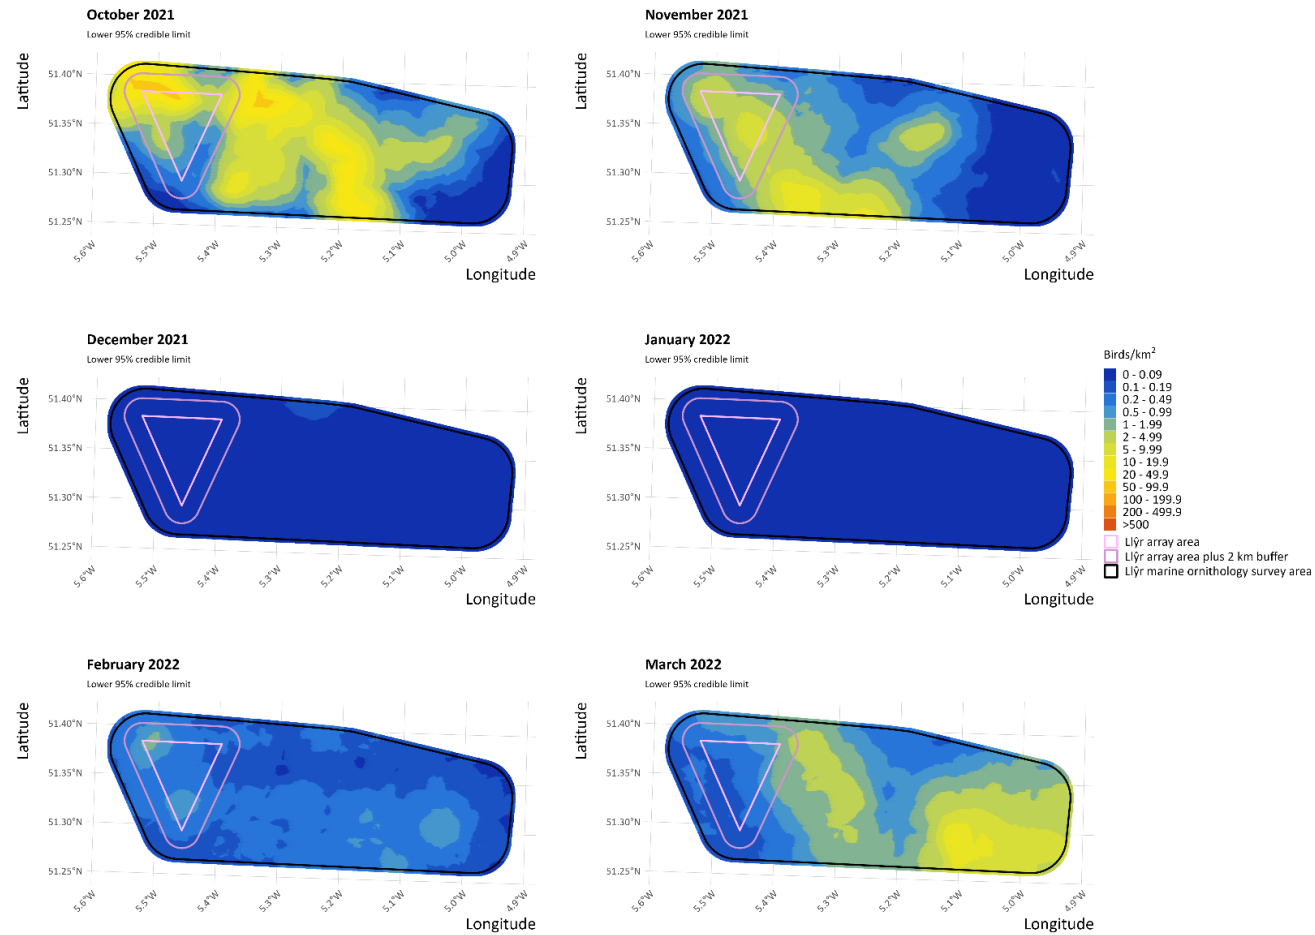 October 2021
Lower 95% credible limit
Latitude
51.40°N
51.35°N
51.30°N
51.25°N
5.6°W
5.5°W
5.4°W
5.3°W
5.2°W
5.1°W
5.0°W
4.9°W
Longitude
November 2021
Lower 95% credible limit
Latitude
51.40°N
51.35°N
51.30°N
51.25°N
5.6°W
5.5°W
5.4°W
5.3°W
5.2°W
5.1°W
5.0°W
4.9°W
Longitude
December 2021
Lower 95% credible limit
Latitude
51.40°N
51.35°N
51.30°N
51.25°N
5.6°W
5.5°W
5.4°W
5.3°W
5.2°W
5.1°W
5.0°W
4.9°W
Longitude
January 2022
Lower 95% credible limit
Latitude
51.40°N
51.35°N
51.30°N
51.25°N
5.6°W
5.5°W
5.4°W
5.3°W
5.2°W
5.1°W
5.0°W
4.9°W
Longitude
Birds/km²
0 - 0.09
0.1 - 0.19
0.2 - 0.49
0.5 - 0.99
1 - 1.99
2 - 4.99
5 - 9.99
10 - 19.9
20 - 49.9
50 - 99.9
100 - 199.9
200 - 499.9
>500
Llŷr array area
Llŷr array area plus 2 km buffer
Llŷr marine ornithology survey area
February 2022
Lower 95% credible limit
Latitude
51.40°N
51.35°N
51.30°N
51.25°N
5.6°W
5.5°W
5.4°W
5.3°W
5.2°W
5.1°W
5.0°W
4.9°W
Longitude
March 2022
Lower 95% credible limit
Latitude
51.40°N
51.35°N
51.30°N
51.25°N
5.6°W
5.5°W
5.4°W
5.3°W
5.2°W
5.1°W
5.0°W
4.9°W
Longitude